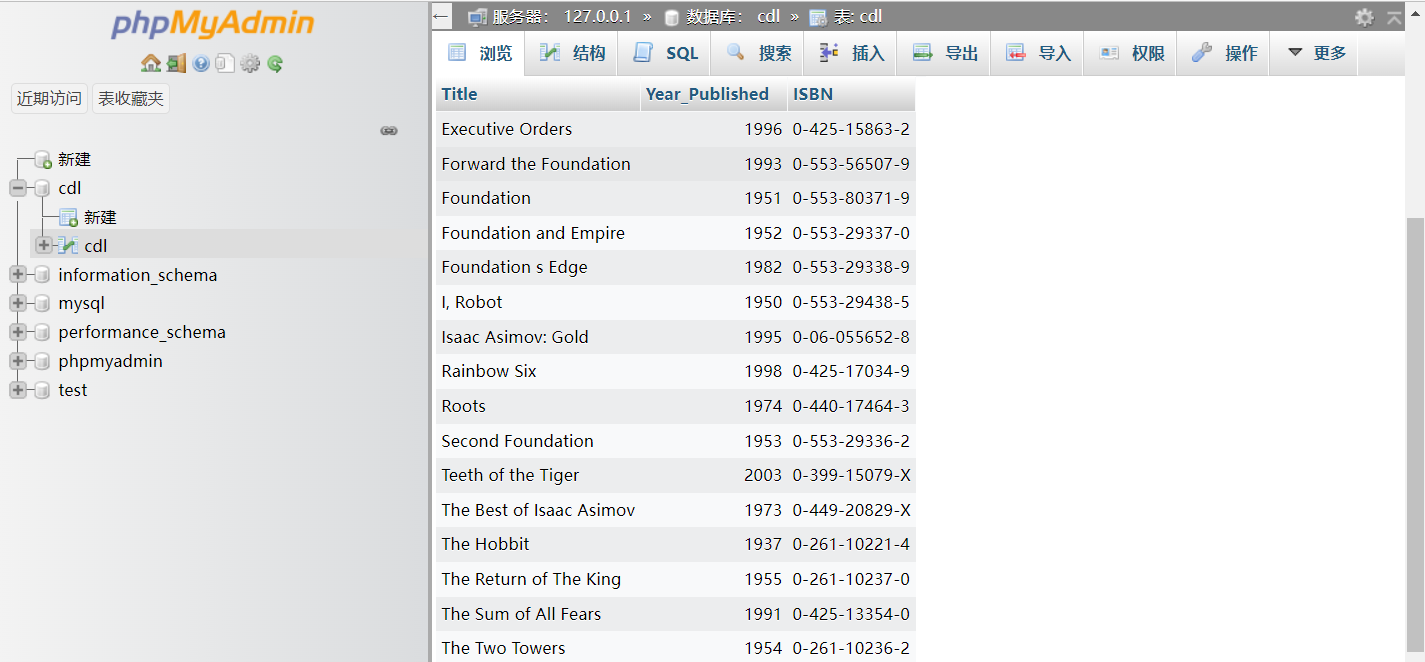 phpMyAdmin
近期访问 表收藏夹
新建
cdl
新建
cdl
information_schema
mysql
performance_schema
phpmyadmin
test
← 服务器: 127.0.0.1 » 数据库: cdl » 表: cdl
浏览 结构 SQL 搜索 插入 导出 导入 权限 操作 更多
Title Year_Published ISBN
Executive Orders 1996 0-425-15863-2
Forward the Foundation 1993 0-553-56507-9
Foundation 1951 0-553-80371-9
Foundation and Empire 1952 0-553-29337-0
Foundation s Edge 1982 0-553-29338-9
I, Robot 1950 0-553-29438-5
Isaac Asimov: Gold 1995 0-06-055652-8
Rainbow Six 1998 0-425-17034-9
Roots 1974 0-440-17464-3
Second Foundation 1953 0-553-29336-2
Teeth of the Tiger 2003 0-399-15079-X
The Best of Isaac Asimov 1973 0-449-20829-X
The Hobbit 1937 0-261-10221-4
The Return of The King 1955 0-261-10237-0
The Sum of All Fears 1991 0-425-13354-0
The Two Towers 1954 0-261-10236-2